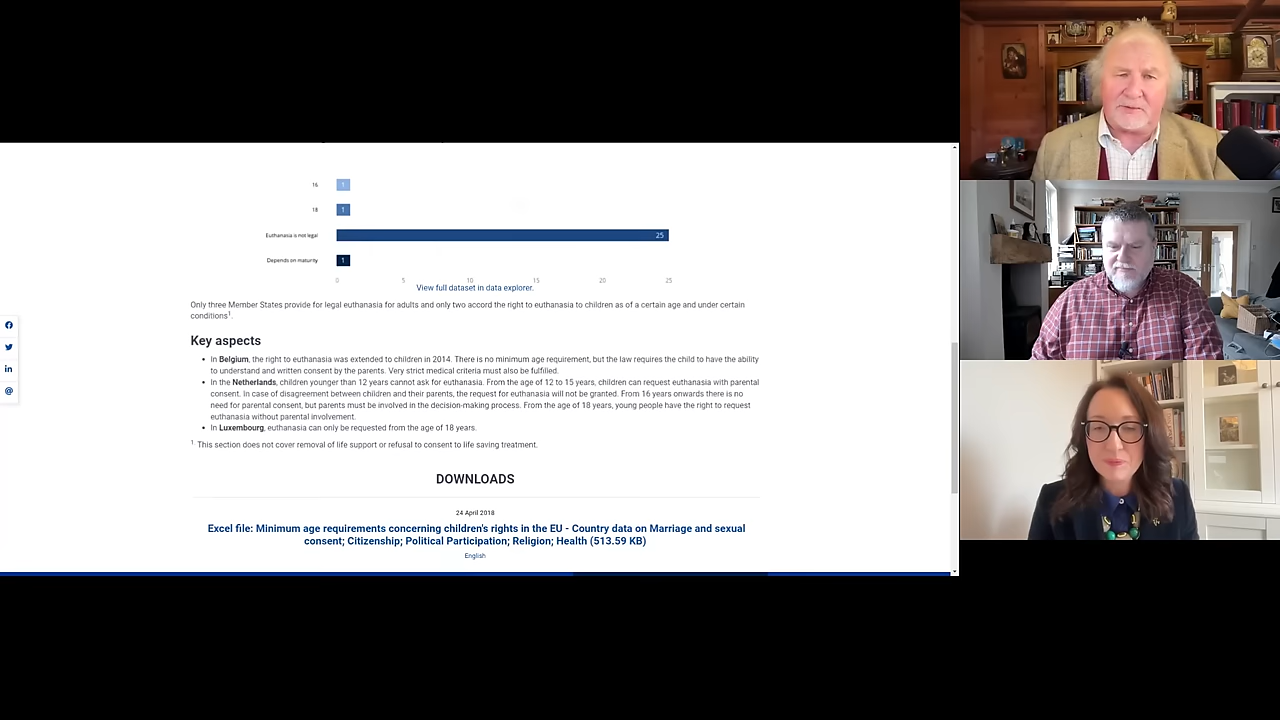 16
1
18
1
Euthanasia is not legal
25
Depends on maturity
1
0
5
10
15
20
25
View full dataset in data explorer.
Only three Member States provide for legal euthanasia for adults and only two accord the right to euthanasia to children as of a certain age and under certain
conditions1.
Key aspects
• In Belgium, the right to euthanasia was extended to children in 2014. There is no minimum age requirement, but the law requires the child to have the ability
to understand and written consent by the parents. Very strict medical criteria must also be fulfilled.
• In the Netherlands, children younger than 12 years cannot ask for euthanasia. From the age of 12 to 15 years, children can request euthanasia with parental
consent. In case of disagreement between children and their parents, the request for euthanasia will not be granted. From 16 years onwards there is no
need for parental consent, but parents must be involved in the decision-making process. From the age of 18 years, young people have the right to request
euthanasia without parental involvement.
• In Luxembourg, euthanasia can only be requested from the age of 18 years.
1 This section does not cover removal of life support or refusal to consent to life saving treatment.
DOWNLOADS
24 April 2018
Excel file: Minimum age requirements concerning children's rights in the EU - Country data on Marriage and sexual
consent; Citizenship; Political Participation; Religion; Health (513.59 KB)
English